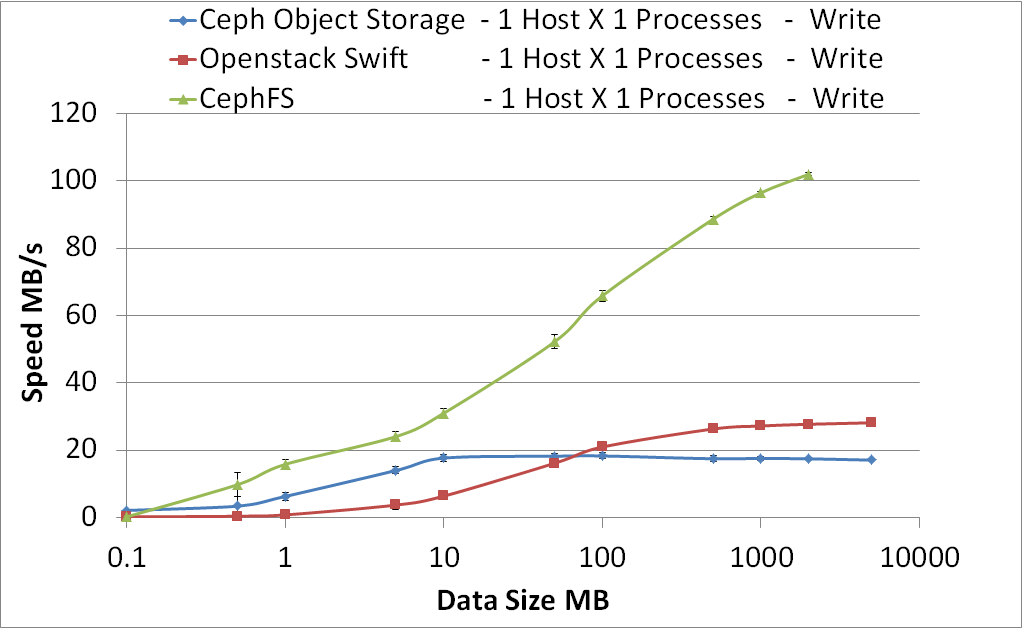 Ceph Object Storage - 1 Host X 1 Processes - Write
Openstack Swift - 1 Host X 1 Processes - Write
CephFS - 1 Host X 1 Processes - Write
120
100
80
60
40
20
0
Speed MB/s
0.1 1 10 100 1000 10000
Data Size MB